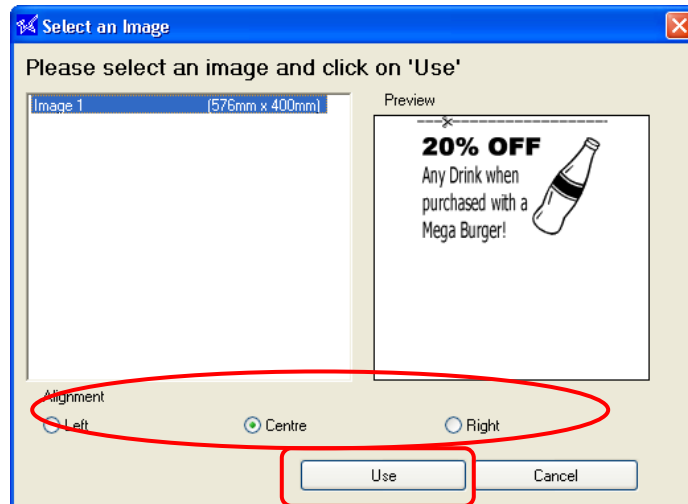 Select an Image
Please select an image and click on 'Use'
Image 1 (576mm x 400mm)
Preview
20% OFF
Any Drink when
purchased with a
Mega Burger!
Alignment
Left Centre Right
Use Cancel